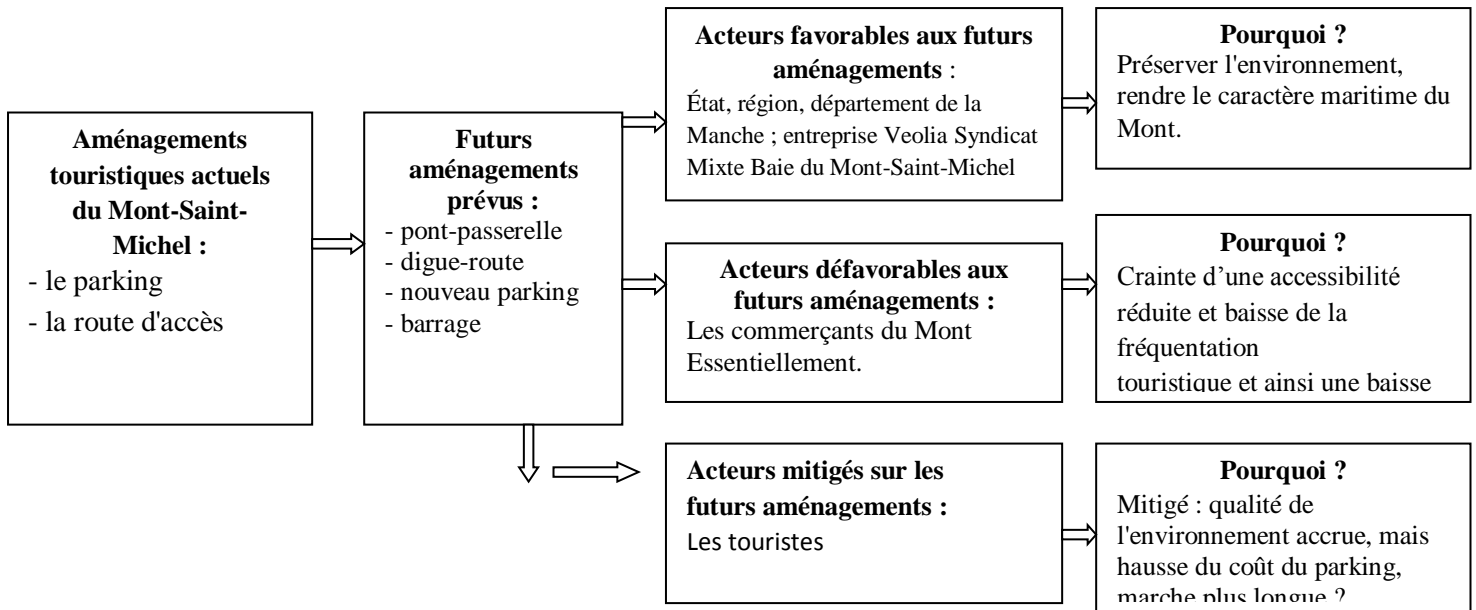 Aménagements
touristiques actuels
du Mont-Saint-
Michel :
- le parking
- la route d'accès
Futurs
aménagements
prévus :
- pont-passerelle
- digue-route
- nouveau parking
- barrage
Acteurs favorables aux futurs
aménagements :
État, région, département de la
Manche ; entreprise Veolia Syndicat
Mixte Baie du Mont-Saint-Michel
Pourquoi ?
Préserver l'environnement,
rendre le caractère maritime du
Mont.
Acteurs défavorables aux
futurs aménagements :
Les commerçants du Mont
Essentiellement.
Pourquoi ?
Crainte d’une accessibilité
réduite et baisse de la
fréquentation
touristique et ainsi une baisse
Acteurs mitigés sur les
futurs aménagements :
Les touristes
Pourquoi ?
Mitigé : qualité de
l'environnement accrue, mais
hausse du coût du parking,
marche plus longue ?